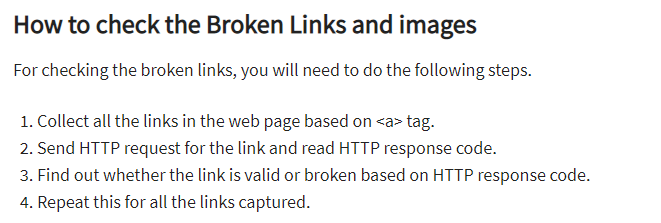 How to check the Broken Links and images
For checking the broken links, you will need to do the following steps.
1. Collect all the links in the web page based on <a> tag.
2. Send HTTP request for the link and read HTTP response code.
3. Find out whether the link is valid or broken based on HTTP response code.
4. Repeat this for all the links captured.